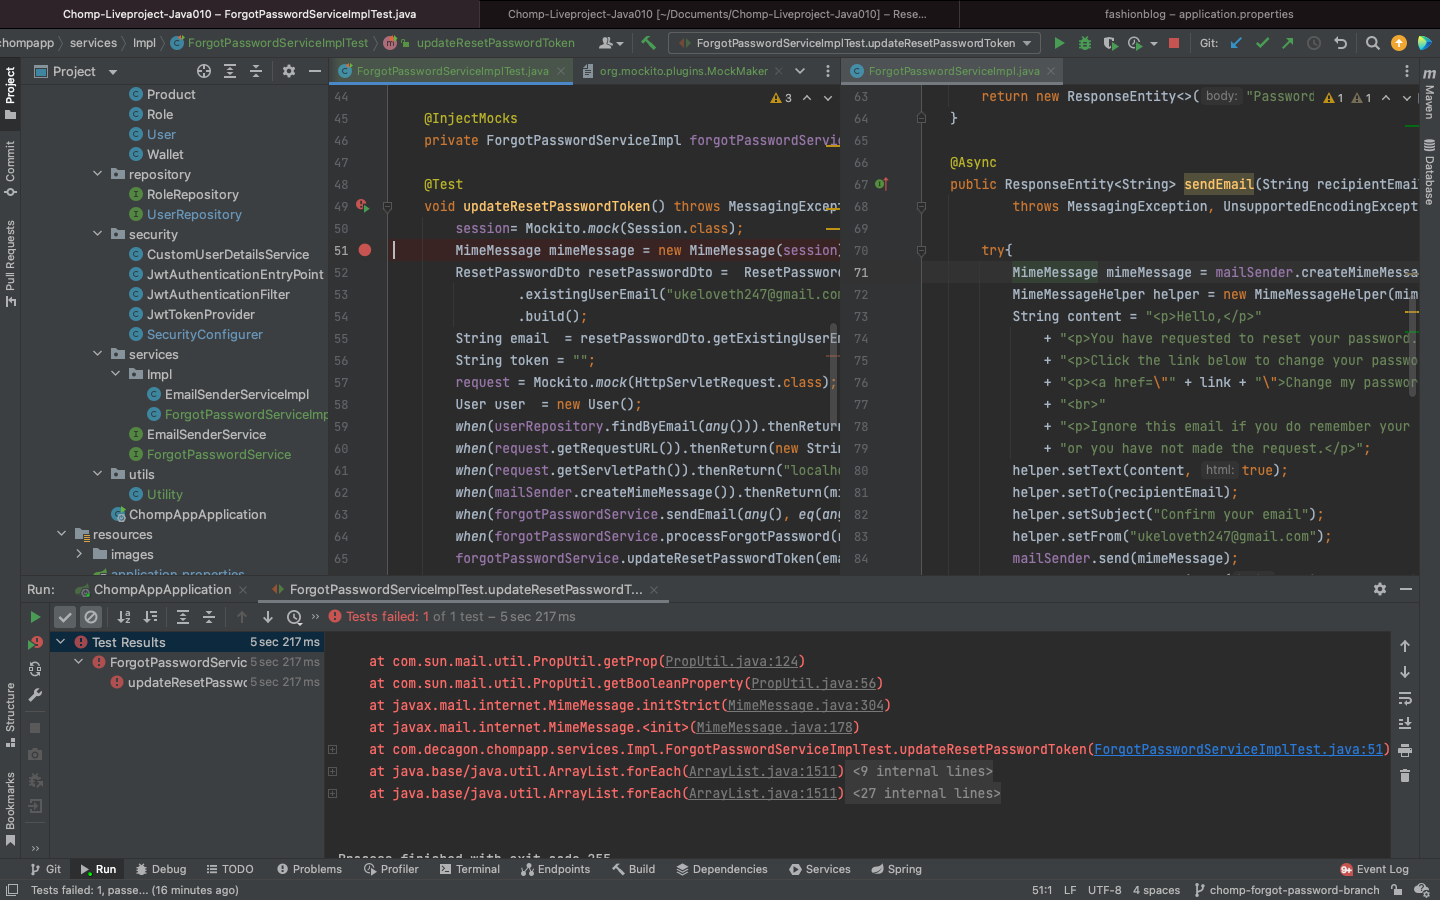 Chomp-Liveproject-Java010 – ForgotPasswordServiceImplTest.java
Chomp-Liveproject-Java010 [~/Documents/Chomp-Liveproject-Java010] – Rese...
fashionblog – application.properties
chompapp
services
Impl
ForgotPasswordServiceImplTest
updateResetPasswordToken
ForgotPasswordServiceImplTest.updateResetPasswordToken
Git:
Project
ForgotPasswordServiceImplTest.java
org.mockito.plugins.MockMaker
ForgotPasswordServiceImpl.java
Project
Commit
Pull Requests
Structure
Bookmarks
Maven
Database
Product
Role
User
Wallet
repository
RoleRepository
UserRepository
security
CustomUserDetailsService
JwtAuthenticationEntryPoint
JwtAuthenticationFilter
JwtTokenProvider
SecurityConfigurer
services
Impl
EmailSenderServiceImpl
ForgotPasswordServiceImp
EmailSenderService
ForgotPasswordService
utils
Utility
ChompAppApplication
resources
images
application.properties
3
44
45 @InjectMocks
46 private ForgotPasswordServiceImpl forgotPasswordServi
47
48 @Test
49 void updateResetPasswordToken() throws MessagingExcept
50 session= Mockito.mock(Session.class);
51 MimeMessage mimeMessage = new MimeMessage(session)
52 ResetPasswordDto resetPasswordDto =  ResetPassword
53 .existingUserEmail("ukeloveth247@gmail.com
54 .build();
55 String email  = resetPasswordDto.getExistingUserEm
56 String token = "";
57 request = Mockito.mock(HttpServletRequest.class);
58 User user  = new User();
59 when(userRepository.findByEmail(any())).thenReturn
60 when(request.getRequestURL()).thenReturn(new Strin
61 when(request.getServletPath()).thenReturn("localho
62 when(mailSender.createMimeMessage()).thenReturn(mi
63 when(forgotPasswordService.sendEmail(any(), eq(any
64 when(forgotPasswordService.processForgotPassword(
65 forgotPasswordService.updateResetPasswordToken(ema
1 1
63 return new ResponseEntity<>( body: "Password
64 }
65
66 @Async
67 public ResponseEntity<String> sendEmail(String recipientEmai
68 throws MessagingException, UnsupportedEncodingExcept
69
70 try{
71 MimeMessage mimeMessage = mailSender.createMimeMessa
72 MimeMessageHelper helper = new MimeMessageHelper(mim
73 String content = "<p>Hello,</p>"
74 + "<p>You have requested to reset your password.
75 + "<p>Click the link below to change your passwo
76 + "<p><a href=\"" + link + "\">Change my passwor
77 + "<br>"
78 + "<p>Ignore this email if you do remember your
79 + "or you have not made the request.</p>";
80 helper.setText(content, html: true);
81 helper.setTo(recipientEmail);
82 helper.setSubject("Confirm your email");
83 helper.setFrom("ukeloveth247@gmail.com");
84 mailSender.send(mimeMessage);
Run:
ChompAppApplication
ForgotPasswordServiceImplTest.updateResetPasswordT...
Tests failed: 1 of 1 test – 5 sec 217 ms
Test Results 5 sec 217 ms
ForgotPasswordServic 5 sec 217 ms
updateResetPassw 5 sec 217 ms
at com.sun.mail.util.PropUtil.getProp(PropUtil.java:124)
at com.sun.mail.util.PropUtil.getBooleanProperty(PropUtil.java:56)
at javax.mail.internet.MimeMessage.initStrict(MimeMessage.java:304)
at javax.mail.internet.MimeMessage.<init>(MimeMessage.java:178)
at com.decagon.chompapp.services.Impl.ForgotPasswordServiceImplTest.updateResetPasswordToken(ForgotPasswordServiceImplTest.java:51)
at java.base/java.util.ArrayList.forEach(ArrayList.java:1511) <9 internal lines>
at java.base/java.util.ArrayList.forEach(ArrayList.java:1511) <27 internal lines>
Process finished with exit code 255
Git
Run
Debug
TODO
Problems
Profiler
Terminal
Endpoints
Build
Dependencies
Services
Spring
9+ Event Log
Tests failed: 1, passe... (16 minutes ago)
51:1
LF
UTF-8
4 spaces
chomp-forgot-password-branch